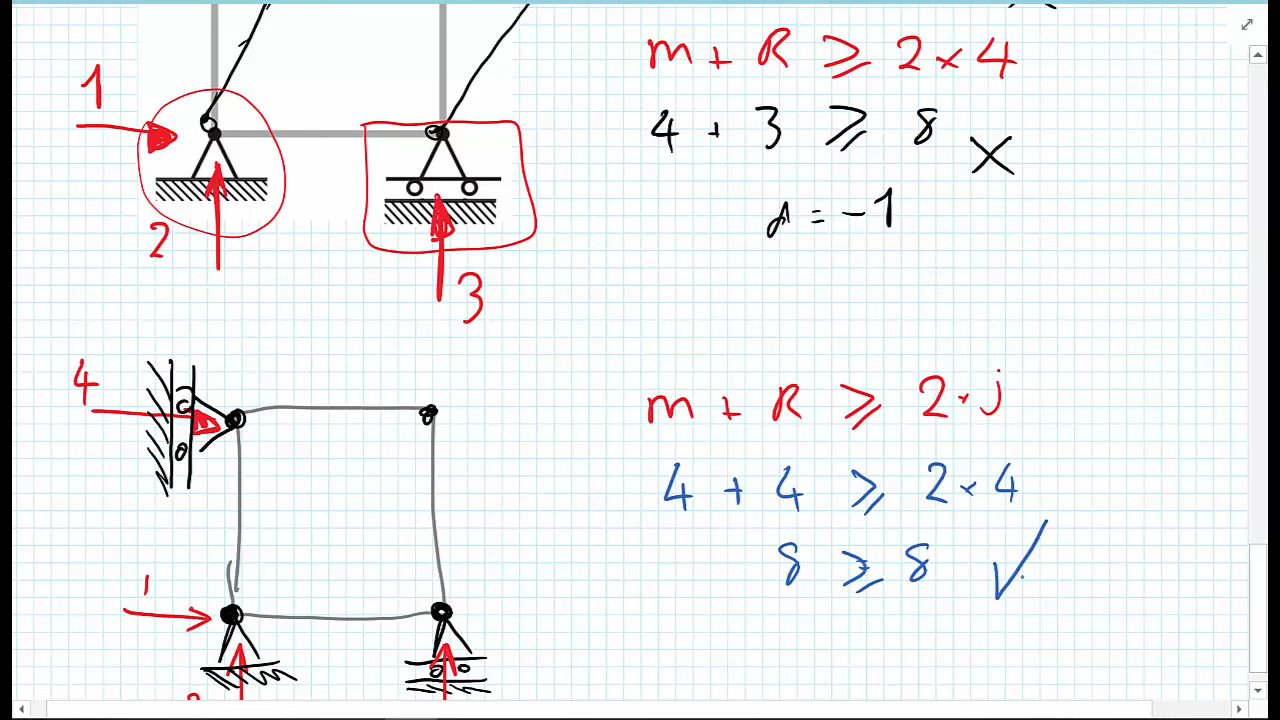 1
2
3
m + R ≥ 2 × 4
4 + 3 ≥ 8 ×
= -1
4
1
m + R ≥ 2 · j
4 + 4 ≥ 2 × 4
8 ≥ 8 ✓